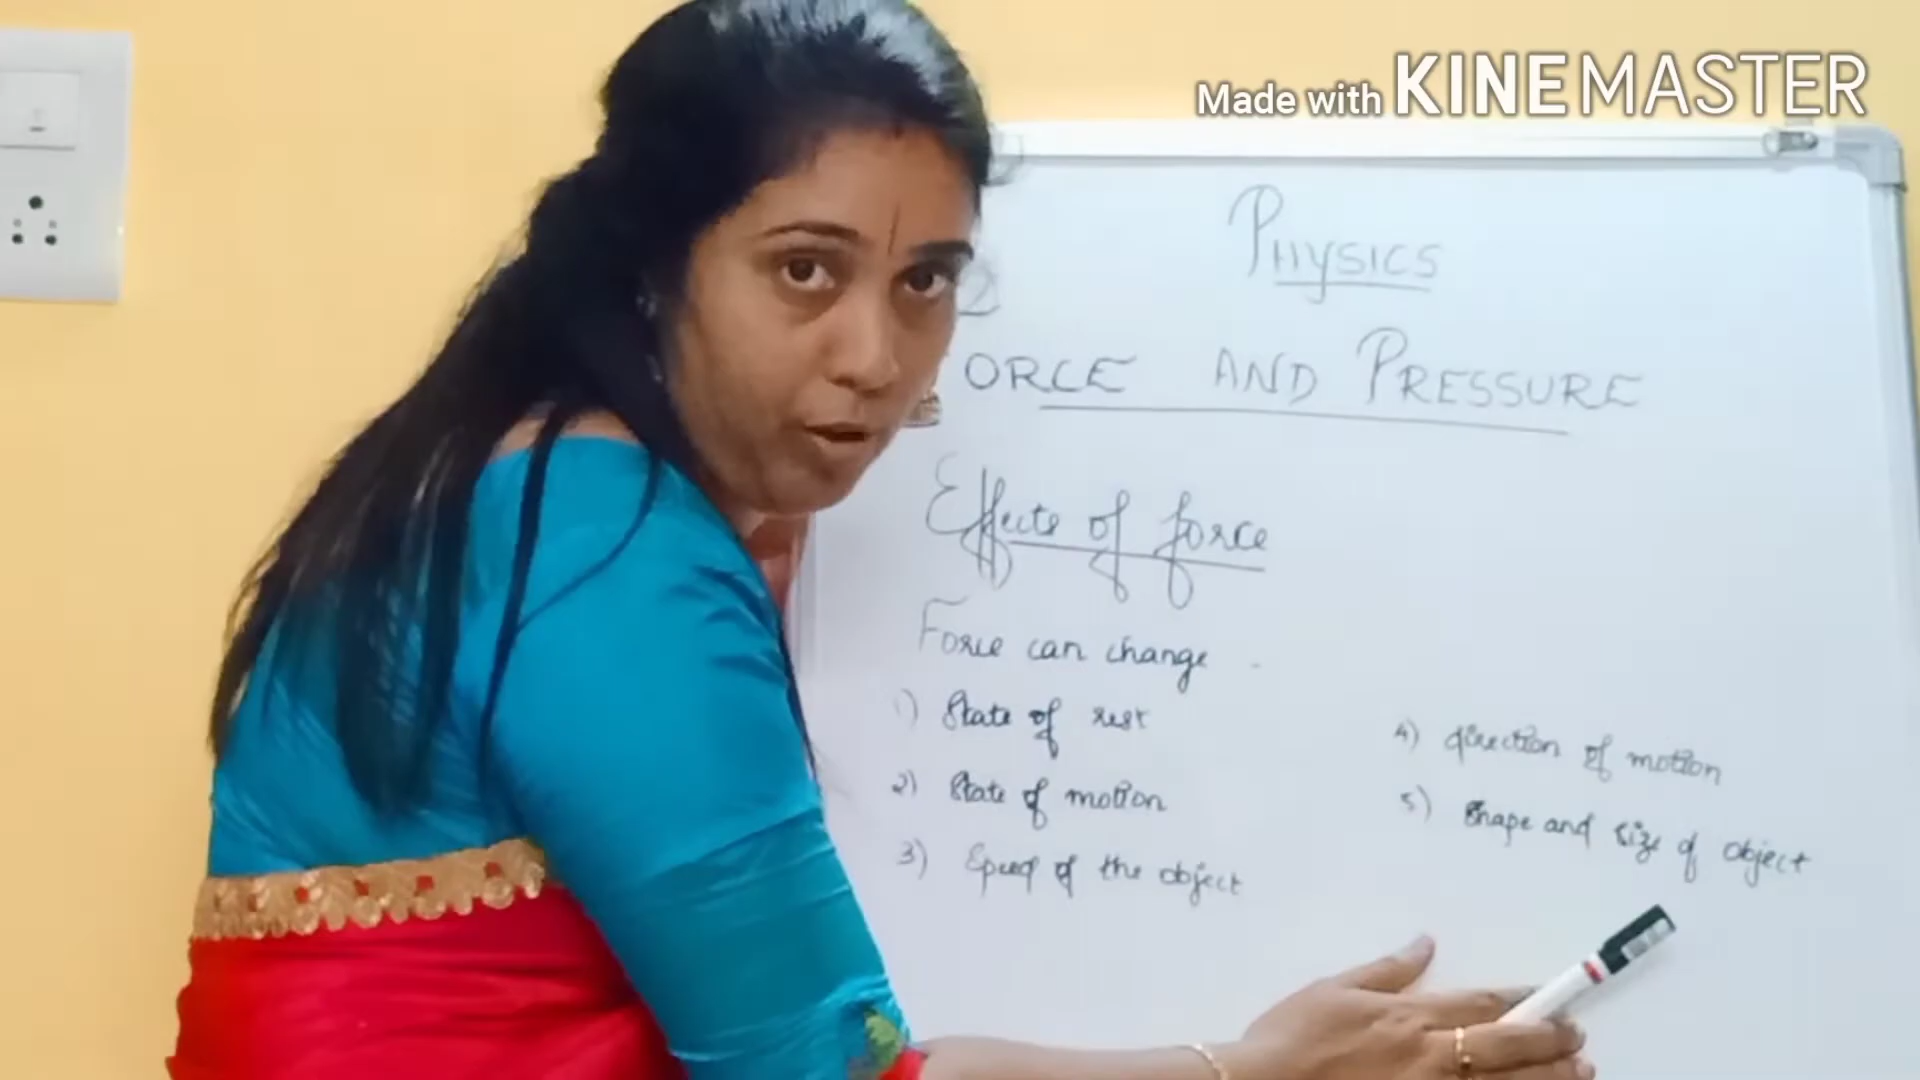 Made with KINEMASTER
Physics
2
ORCE AND PRESSURE
Effects of force
Force can change
1) State of rest
2) State of motion
3) Speed of the object
4) direction of motion
5) Shape and size of object